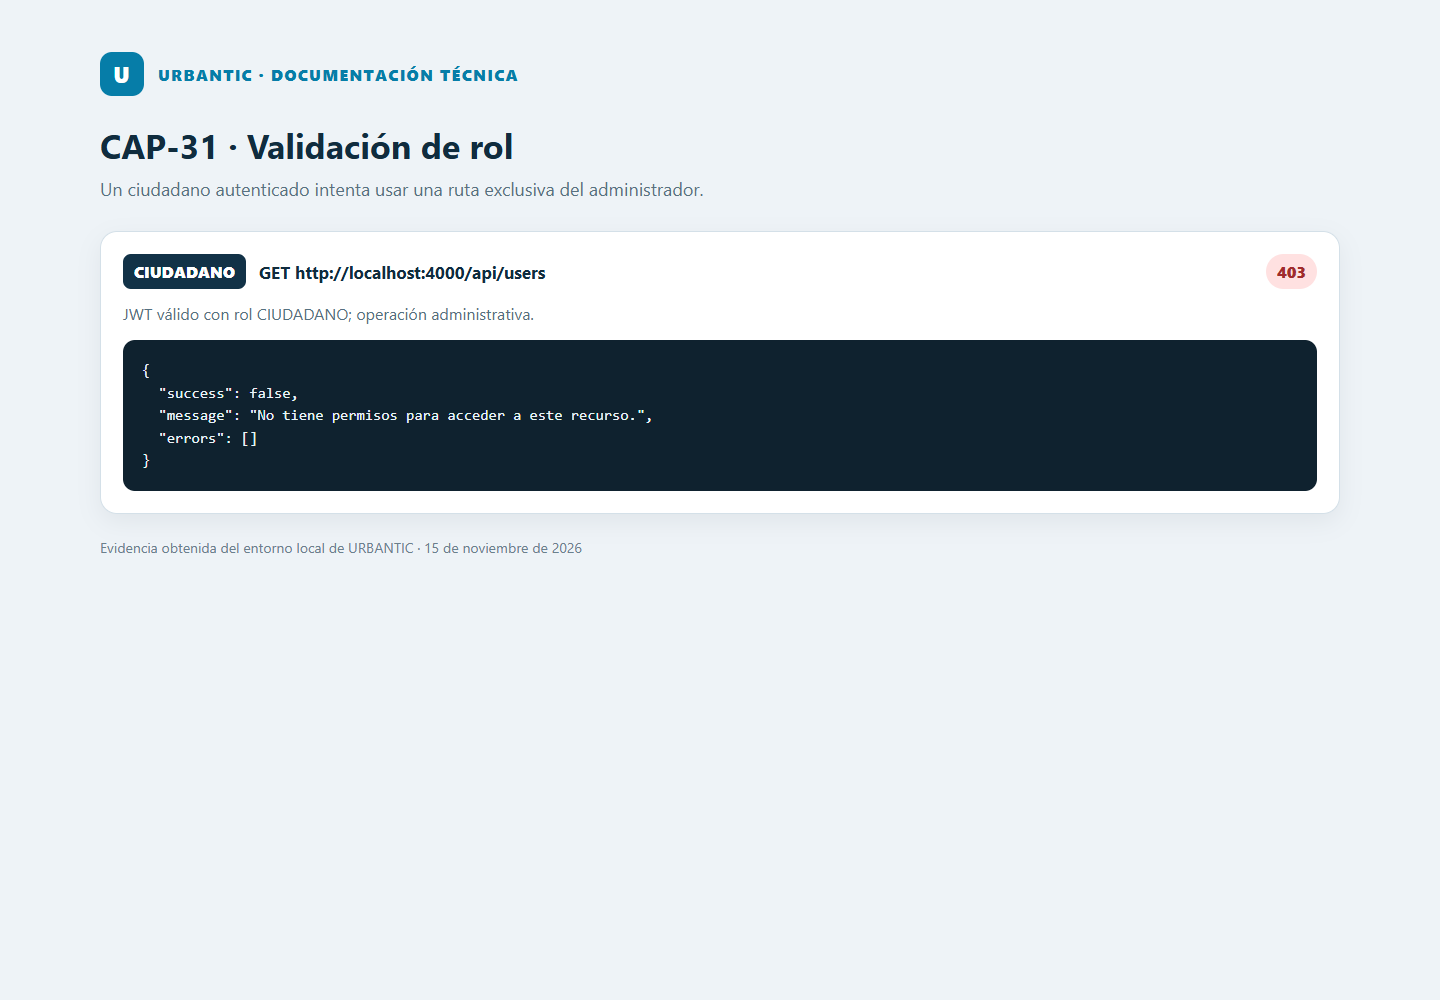 U
URBANTIC · DOCUMENTACIÓN TÉCNICA
CAP-31 · Validación de rol
Un ciudadano autenticado intenta usar una ruta exclusiva del administrador.
CIUDADANO GET http://localhost:4000/api/users 403
JWT válido con rol CIUDADANO; operación administrativa.
{
  "success": false,
  "message": "No tiene permisos para acceder a este recurso.",
  "errors": []
}
Evidencia obtenida del entorno local de URBANTIC · 15 de noviembre de 2026